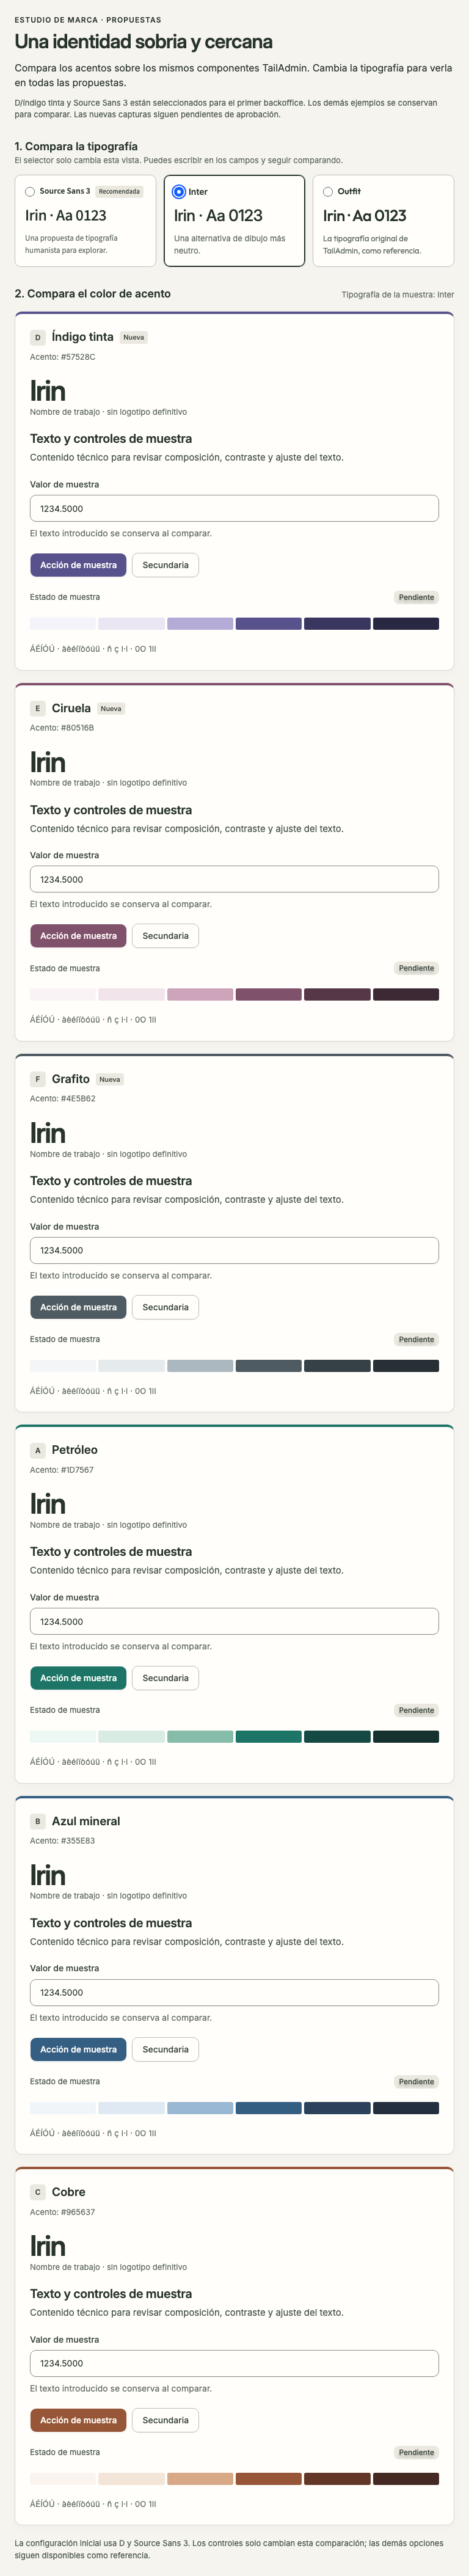 ESTUDIO DE MARCA · PROPUESTAS
Una identidad sobria y cercana
Compara los acentos sobre los mismos componentes TailAdmin. Cambia la tipografía para verla
en todas las propuestas.
D/Índigo tinta y Source Sans 3 están seleccionados para el primer backoffice. Los demás ejemplos se conservan
para comparar. Las nuevas capturas siguen pendientes de aprobación.
1. Compara la tipografía
El selector solo cambia esta vista. Puedes escribir en los campos y seguir comparando.
Source Sans 3 Recomendada
Irin · Aa 0123
Una propuesta de tipografía
humanista para explorar.
Inter
Irin · Aa 0123
Una alternativa de dibujo más
neutro.
Outfit
Irin · Aa 0123
La tipografía original de
TailAdmin, como referencia.
2. Compara el color de acento
Tipografía de la muestra: Inter
D Índigo tinta Nueva
Acento: #57528C
Irin
Nombre de trabajo · sin logotipo definitivo
Texto y controles de muestra
Contenido técnico para revisar composición, contraste y ajuste del texto.
Valor de muestra
1234.5000
El texto introducido se conserva al comparar.
Acción de muestra Secundaria
Estado de muestra Pendiente
ÁÉÍÓÚ · àèéíïòóúü · ñ ç l·l · 0O 1Il
E Ciruela Nueva
Acento: #80516B
Irin
Nombre de trabajo · sin logotipo definitivo
Texto y controles de muestra
Contenido técnico para revisar composición, contraste y ajuste del texto.
Valor de muestra
1234.5000
El texto introducido se conserva al comparar.
Acción de muestra Secundaria
Estado de muestra Pendiente
ÁÉÍÓÚ · àèéíïòóúü · ñ ç l·l · 0O 1Il
F Grafito Nueva
Acento: #4E5B62
Irin
Nombre de trabajo · sin logotipo definitivo
Texto y controles de muestra
Contenido técnico para revisar composición, contraste y ajuste del texto.
Valor de muestra
1234.5000
El texto introducido se conserva al comparar.
Acción de muestra Secundaria
Estado de muestra Pendiente
ÁÉÍÓÚ · àèéíïòóúü · ñ ç l·l · 0O 1Il
A Petróleo
Acento: #1D7567
Irin
Nombre de trabajo · sin logotipo definitivo
Texto y controles de muestra
Contenido técnico para revisar composición, contraste y ajuste del texto.
Valor de muestra
1234.5000
El texto introducido se conserva al comparar.
Acción de muestra Secundaria
Estado de muestra Pendiente
ÁÉÍÓÚ · àèéíïòóúü · ñ ç l·l · 0O 1Il
B Azul mineral
Acento: #355E83
Irin
Nombre de trabajo · sin logotipo definitivo
Texto y controles de muestra
Contenido técnico para revisar composición, contraste y ajuste del texto.
Valor de muestra
1234.5000
El texto introducido se conserva al comparar.
Acción de muestra Secundaria
Estado de muestra Pendiente
ÁÉÍÓÚ · àèéíïòóúü · ñ ç l·l · 0O 1Il
C Cobre
Acento: #965637
Irin
Nombre de trabajo · sin logotipo definitivo
Texto y controles de muestra
Contenido técnico para revisar composición, contraste y ajuste del texto.
Valor de muestra
1234.5000
El texto introducido se conserva al comparar.
Acción de muestra Secundaria
Estado de muestra Pendiente
ÁÉÍÓÚ · àèéíïòóúü · ñ ç l·l · 0O 1Il
La configuración inicial usa D y Source Sans 3. Los controles solo cambian esta comparación; las demás opciones
siguen disponibles como referencia.